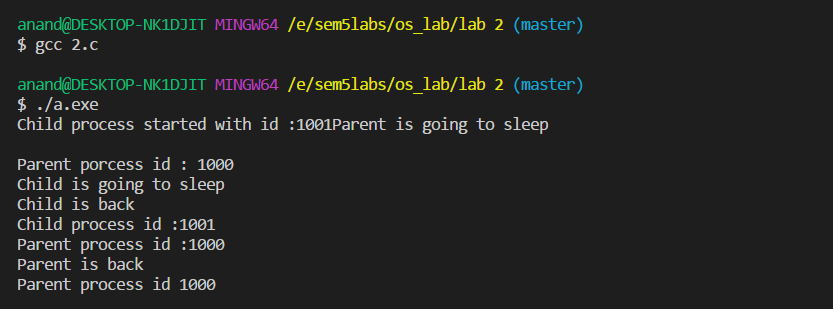 anand@DESKTOP-NK1DJIT MINGW64 /e/sem5labs/os_lab/lab 2 (master)
$ gcc 2.c
anand@DESKTOP-NK1DJIT MINGW64 /e/sem5labs/os_lab/lab 2 (master)
$ ./a.exe
Child process started with id :1001Parent is going to sleep
Parent porcess id : 1000
Child is going to sleep
Child is back
Child process id :1001
Parent process id :1000
Parent is back
Parent process id 1000